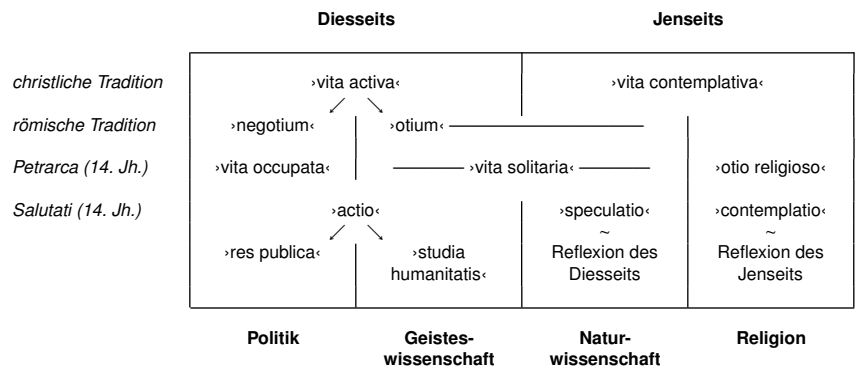 Diesseits Jenseits
christliche Tradition ›vita activa‹ ›vita contemplativa‹
römische Tradition ›negotium‹ ›otium‹
Petrarca (14. Jh.) ›vita occupata‹ ›vita solitaria‹ ›otio religioso‹
Salutati (14. Jh.) ›actio‹ ›speculatio‹ ›contemplatio‹
~ ~
›res publica‹ ›studia Reflexion des Reflexion des
humanitatis‹ Diesseits Jenseits
Politik Geistes- Natur- Religion
wissenschaft wissenschaft